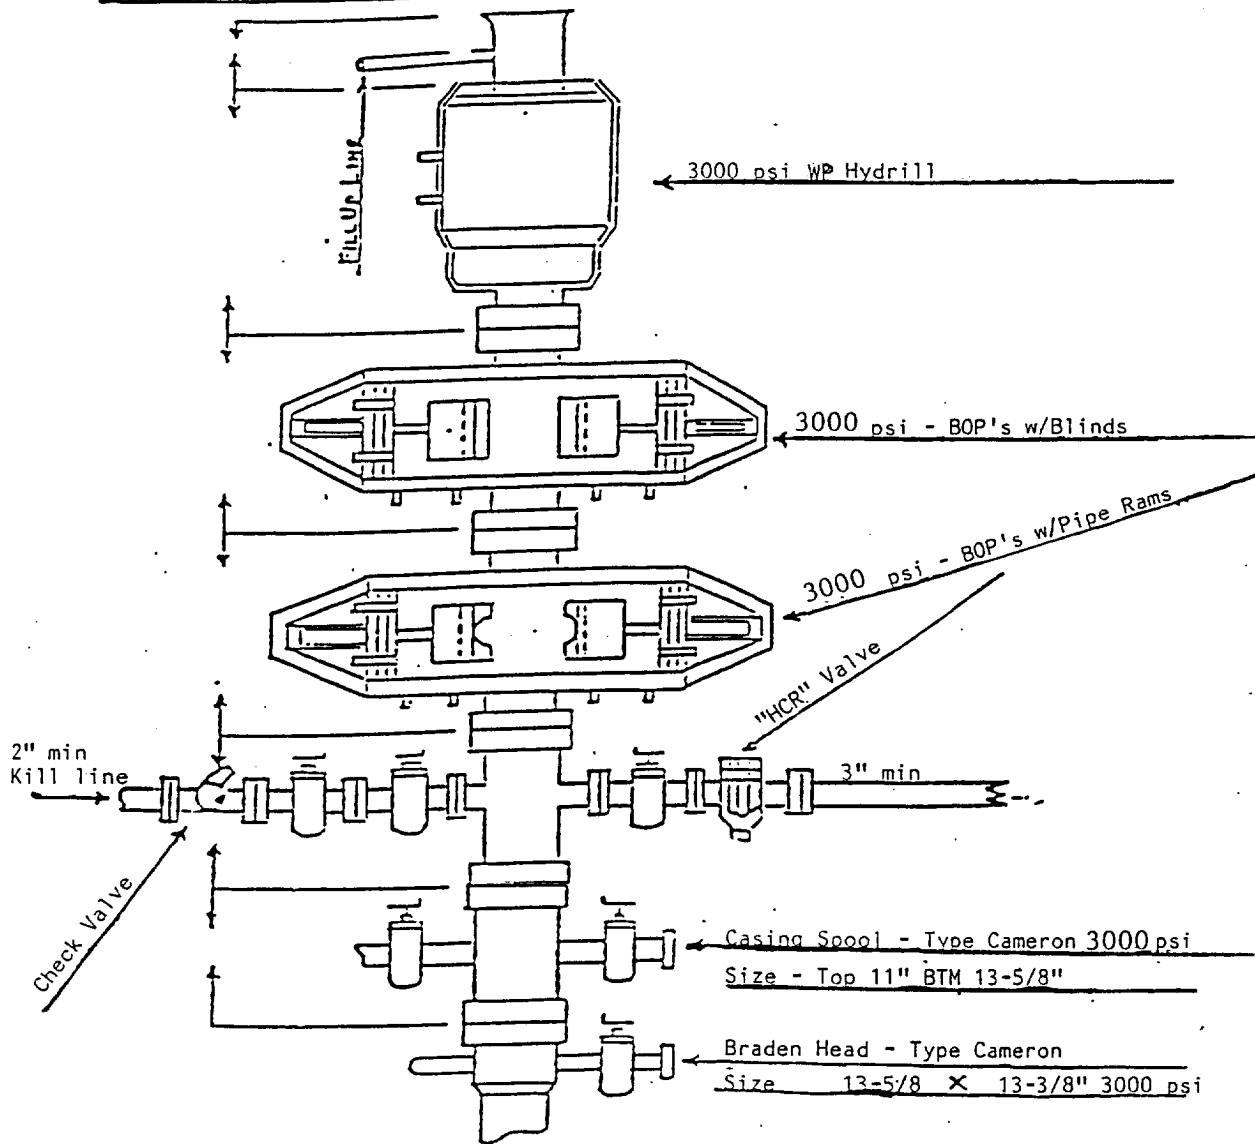 Fill Up Line
3000 psi WP Hydrill
3000 psi - BOP's w/Blinds
3000 psi - BOP's w/Pipe Rams
"HCR" Valve
2" min
Kill line
3" min
Check Valve
Casing Spool - Type Cameron 3000 psi
Size - Top 11" BTM 13-5/8"
Braden Head - Type Cameron
Size 13-5/8 X 13-3/8" 3000 psi